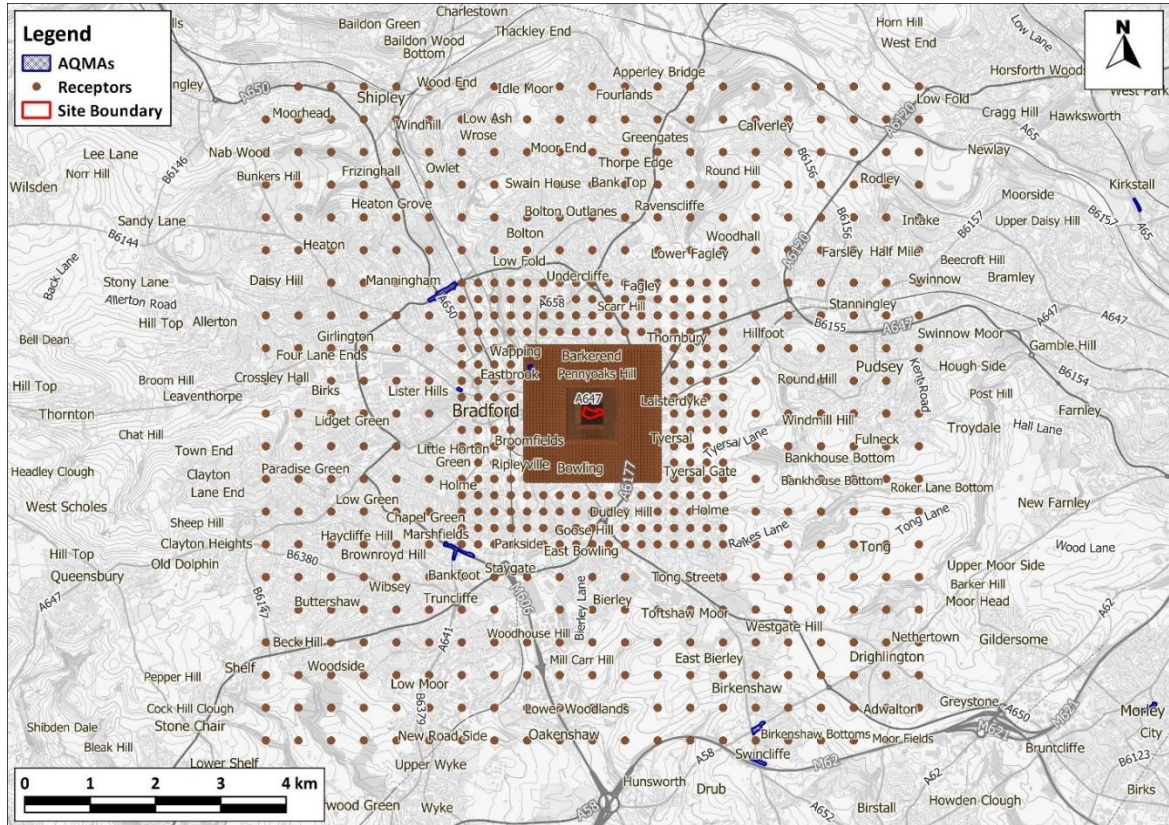 Legend
AQMAs
Receptors
Site Boundary
N
Charlestown
Baildon Green
Thackley End
Baildon Wood
Bottom
Horn Hill
West End
Low Lane
Wood End
Idle Moor
Apperley Bridge
Fourlands
Horsforth Woods
West Park
A650
Shipley
Low Fold
Cragg Hill
Hawksworth
Moorhead
Windhill
Low Ash
Wrose
Greengates
Calverley
A6120
A65
Lee Lane
Norr Hill
Nab Wood
Owlet
Moor End
Thorpe Edge
Newlay
Wilsden
B6146
Bunkers Hill
Frizinghall
Swain House
Bank Top
Round Hill
B6156
Rodley
Kirkstall
Heaton Grove
Bolton Outlanes
Ravenscliffe
Moorside
Sandy Lane
Intake
Upper Daisy Hill
B6157
A65
B6144
Heaton
Bolton
Woodhall
B6156
B6157
Back Lane
Low Fold
Lower Fagley
A6120
Farsley
Half Mile
Beecroft Hill
Stony Lane
Daisy Hill
Manningham
Undercliffe
Fagley
Swinnow
Bramley
Allerton Road
A650
A658
Scarr Hill
Stanningley
Hill Top
Allerton
Girlington
Thornbury
Hillfoot
B6155
A647
Swinnow Moor
A647
A647
Bell Dean
Four Lane Ends
Wapping
Barkerend
Gamble Hill
Broom Hill
Leaventhorpe
Crossley Hall
Birks
Eastbrook
Pennyoaks Hill
Round Hill
Pudsey
Hough Side
B6154
Hill Top
Lister Hills
A647
Laisterdyke
Kent Road
Post Hill
Thornton
Bradford
Farnley
Chat Hill
Lidget Green
Windmill Hill
Troydale
Hall Lane
Town End
Little Horton
Green
Broomfields
Tyersal
Tyersal Lane
Fulneck
Headley Clough
Clayton
Paradise Green
Ripleyville
Bowling
Tyersal Gate
Bankhouse Bottom
Bankhouse Bottom
Lane End
Holme
A6177
Roker Lane Bottom
New Farnley
West Scholes
Low Green
Dudley Hill
Holme
Tong Lane
Sheep Hill
Chapel Green
Goose Hill
Haycliffe Hill
Marshfields
Parkside
Raikes Lane
Clayton Heights
Hill Top
B6380
Brownroyd Hill
East Bowling
Tong
Wood Lane
Old Dolphin
Staygate
Queensbury
Bankfoot
Tong Street
Upper Moor Side
Wibsey
M606
Barker Hill
A647
B6147
Buttershaw
Truncliffe
Bierley Lane
Bierley
Toftshaw Moor
Moor Head
A62
Westgate Hill
Beck Hill
A641
Woodhouse Hill
Nethertown
Gildersome
Shelf
Woodside
Mill Carr Hill
East Bierley
Drighlington
Pepper Hill
Low Moor
Birkenshaw
Cock Hill Clough
Stone Chair
B6379
Lower Woodlands
Adwalton
Greystone
A650
M621
M621
Morley
Shibden Dale
New Road Side
Oakenshaw
Birkenshaw Bottoms
Moor Fields
City
Bleak Hill
Swincliffe
Bruntcliffe
Lower Shelf
Upper Wyke
A58
M62
B6123
Hunsworth
Drub
A62
Birks
Wyke
A58
A652
Birstall
Howden Clough
0 1 2 3 4 km